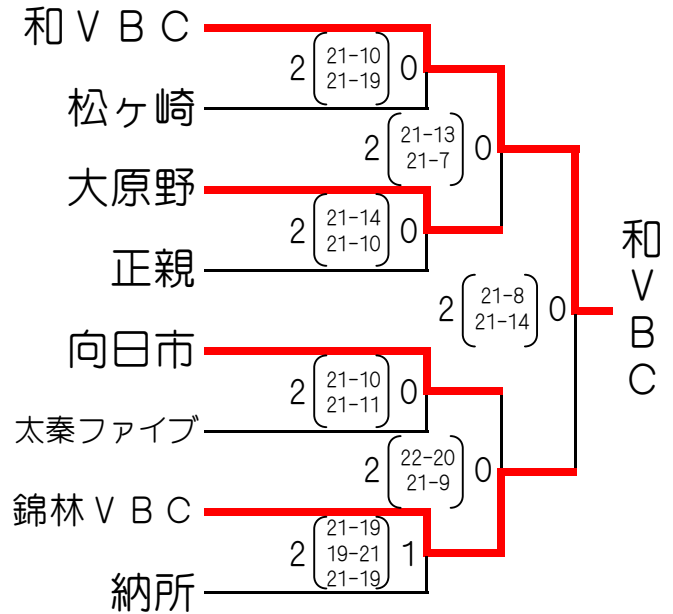 和ＶＢＣ
2 21-10 0
21-19
松ヶ崎
2 21-13 0
21-7
大原野
2 21-14 0
21-10
正親
2 21-8 0
21-14
和ＶＢＣ
向日市
2 21-10 0
21-11
太秦ファイブ
2 22-20 0
21-9
錦林ＶＢＣ
21-19
2 19-21 1
21-19
納所